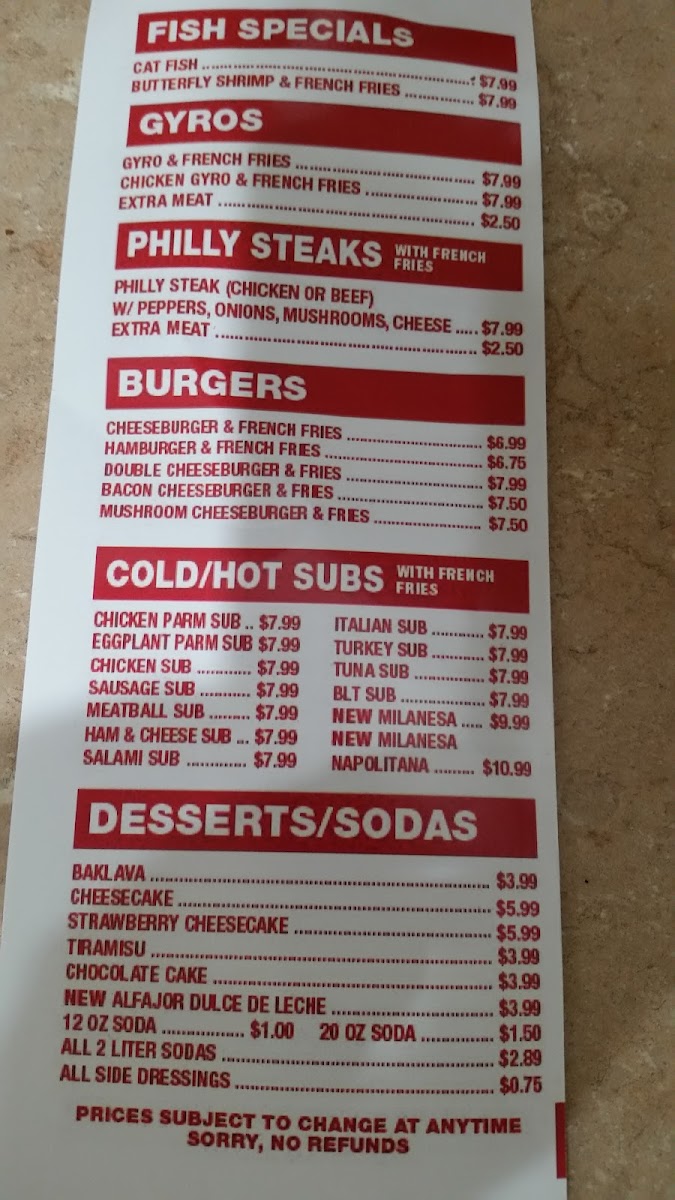 FISH SPECIALS
CAT FISH $7.99
BUTTERFLY SHRIMP & FRENCH FRIES $7.99
GYROS
GYRO & FRENCH FRIES $7.99
CHICKEN GYRO & FRENCH FRIES $7.99
EXTRA MEAT $2.50
PHILLY STEAKS WITH FRENCH FRIES
PHILLY STEAK (CHICKEN OR BEEF)
W/ PEPPERS, ONIONS, MUSHROOMS, CHEESE ..... $7.99
EXTRA MEAT $2.50
BURGERS
CHEESEBURGER & FRENCH FRIES $6.99
HAMBURGER & FRENCH FRIES $6.75
DOUBLE CHEESEBURGER & FRIES $7.99
BACON CHEESEBURGER & FRIES $7.50
MUSHROOM CHEESEBURGER & FRIES $7.50
COLD/HOT SUBS WITH FRENCH FRIES
CHICKEN PARM SUB .. $7.99
EGGPLANT PARM SUB $7.99
CHICKEN SUB $7.99
SAUSAGE SUB $7.99
MEATBALL SUB $7.99
HAM & CHEESE SUB ... $7.99
SALAMI SUB $7.99
ITALIAN SUB $7.99
TURKEY SUB $7.99
TUNA SUB $7.99
BLT SUB $7.99
NEW MILANESA ..... $9.99
NEW MILANESA
NAPOLITANA $10.99
DESSERTS/SODAS
BAKLAVA $3.99
CHEESECAKE $5.99
STRAWBERRY CHEESECAKE $5.99
TIRAMISU $3.99
CHOCOLATE CAKE $3.99
NEW ALFAJOR DULCE DE LECHE $3.99
12 OZ SODA $1.00 20 OZ SODA $1.50
ALL 2 LITER SODAS $2.89
ALL SIDE DRESSINGS $0.75
PRICES SUBJECT TO CHANGE AT ANYTIME
SORRY, NO REFUNDS